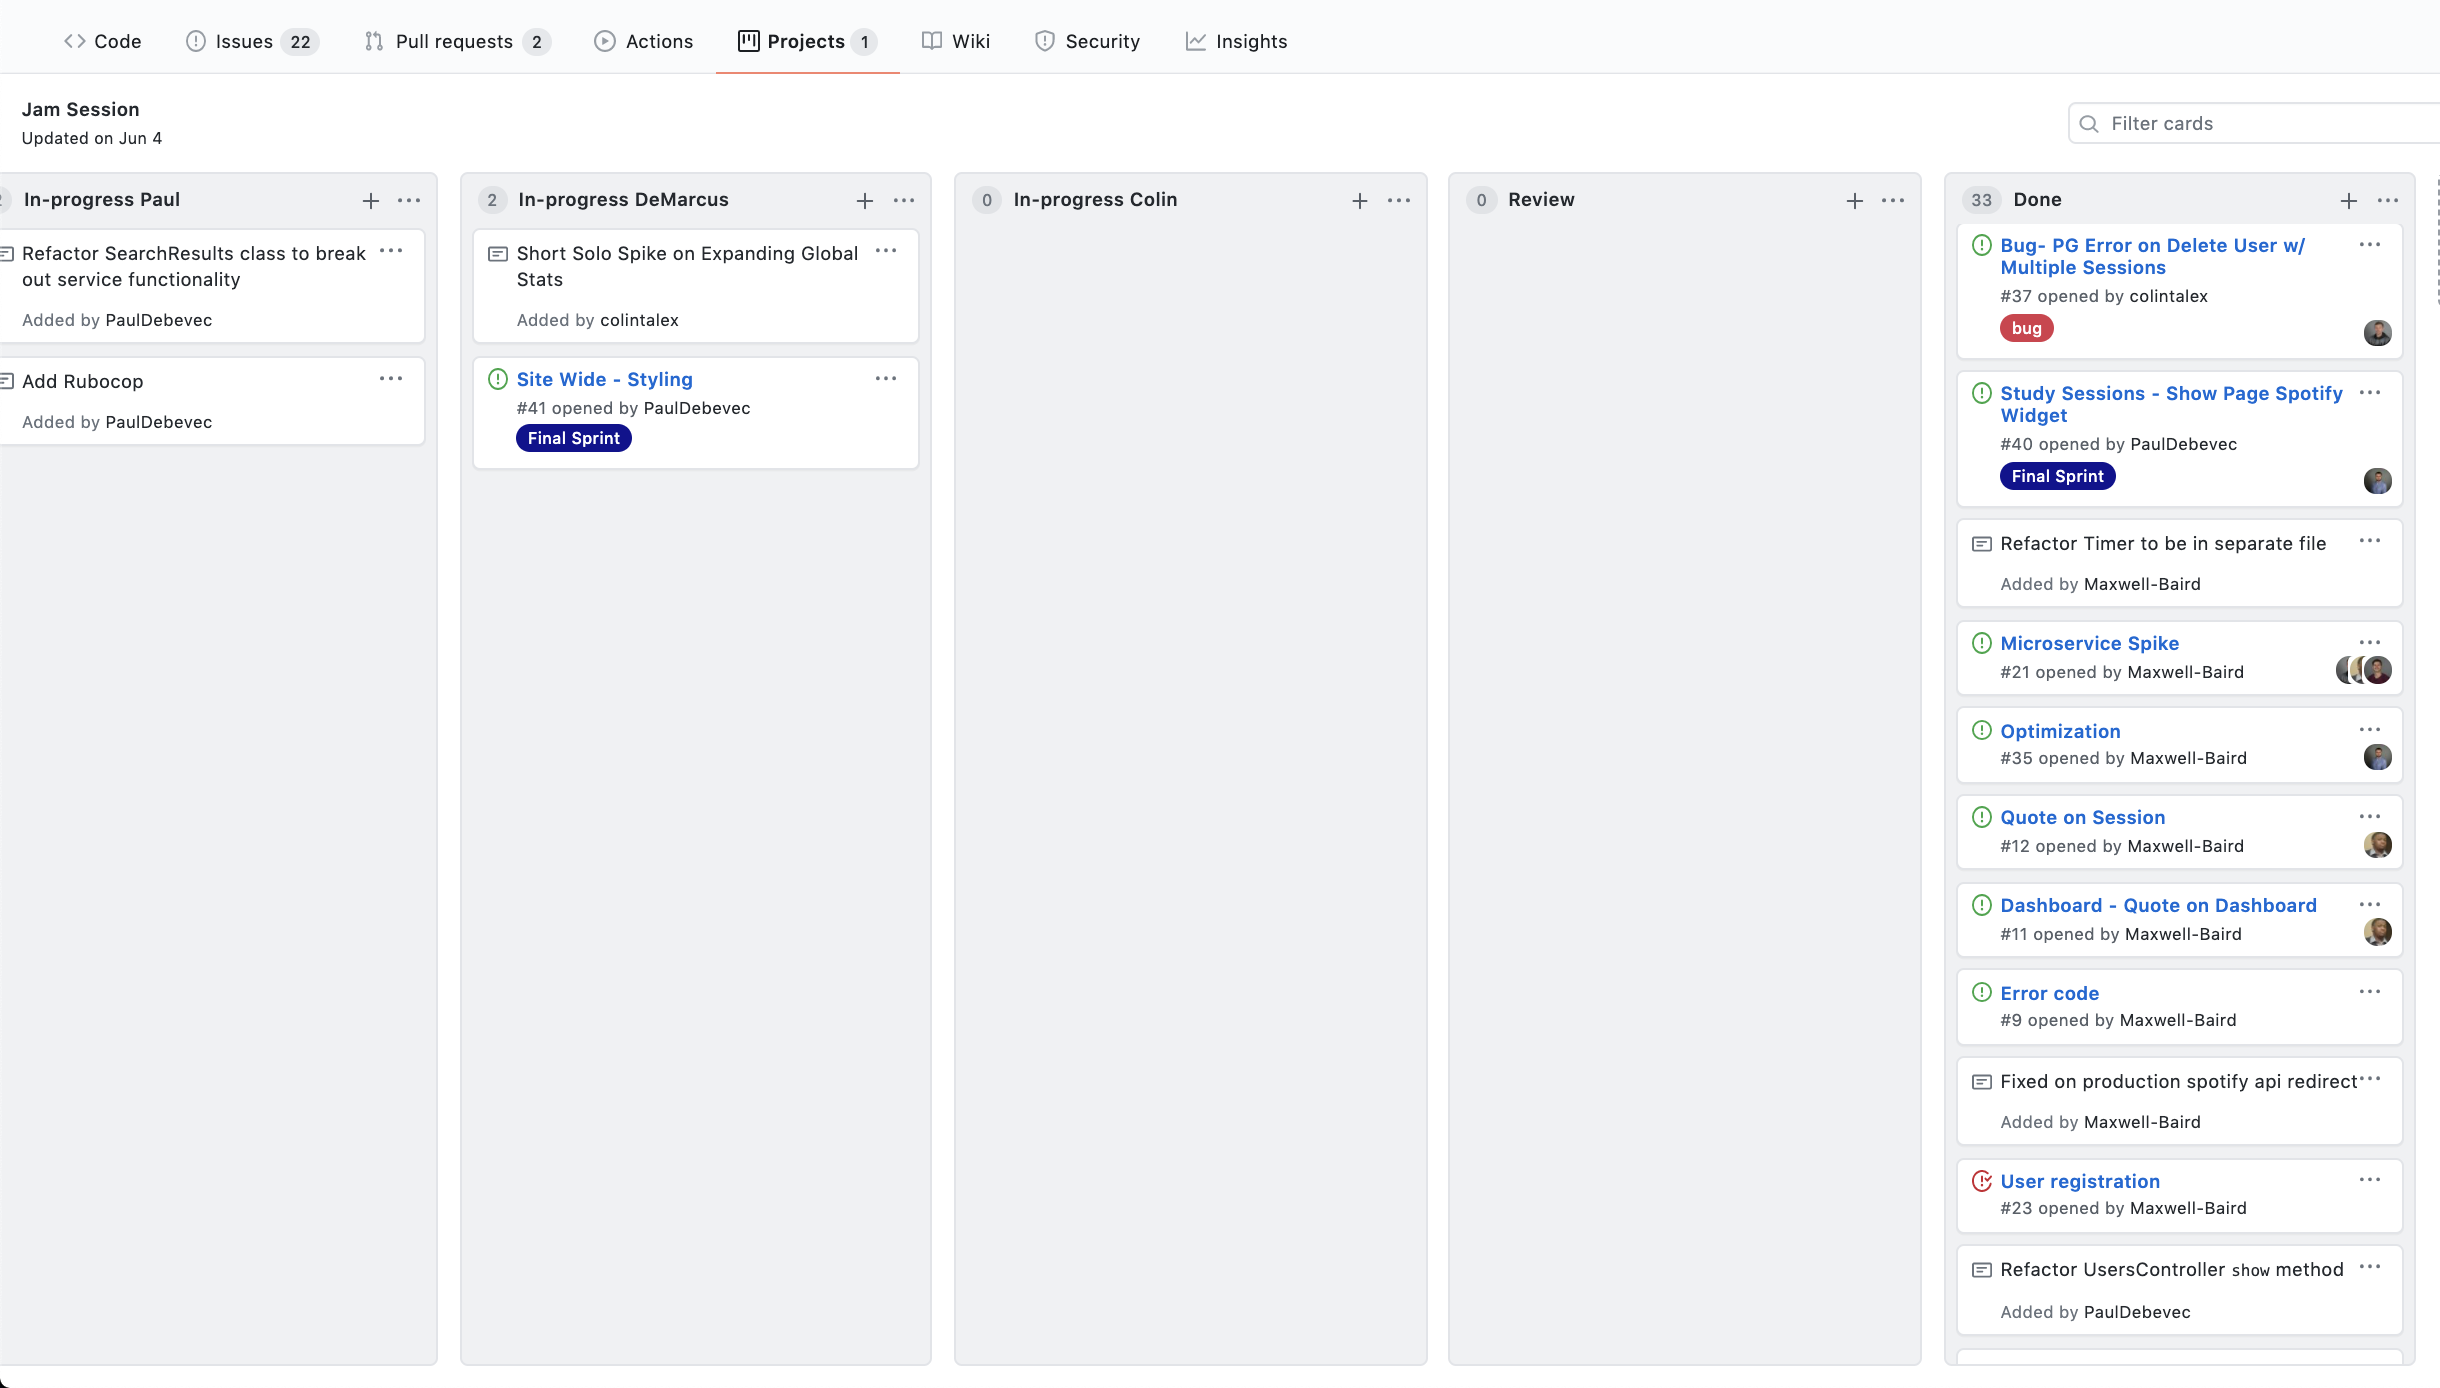 Code
Issues 22
Pull requests 2
Actions
Projects 1
Wiki
Security
Insights
Jam Session
Updated on Jun 4
Filter cards
In-progress Paul
Refactor SearchResults class to break
out service functionality
Added by PaulDebevec
Add Rubocop
Added by PaulDebevec
2 In-progress DeMarcus
Short Solo Spike on Expanding Global
Stats
Added by colintalex
Site Wide - Styling
#41 opened by PaulDebevec
Final Sprint
0 In-progress Colin
0 Review
33 Done
Bug- PG Error on Delete User w/
Multiple Sessions
#37 opened by colintalex
bug
Study Sessions - Show Page Spotify
Widget
#40 opened by PaulDebevec
Final Sprint
Refactor Timer to be in separate file
Added by Maxwell-Baird
Microservice Spike
#21 opened by Maxwell-Baird
Optimization
#35 opened by Maxwell-Baird
Quote on Session
#12 opened by Maxwell-Baird
Dashboard - Quote on Dashboard
#11 opened by Maxwell-Baird
Error code
#9 opened by Maxwell-Baird
Fixed on production spotify api redirect
Added by Maxwell-Baird
User registration
#23 opened by Maxwell-Baird
Refactor UsersController show method
Added by PaulDebevec